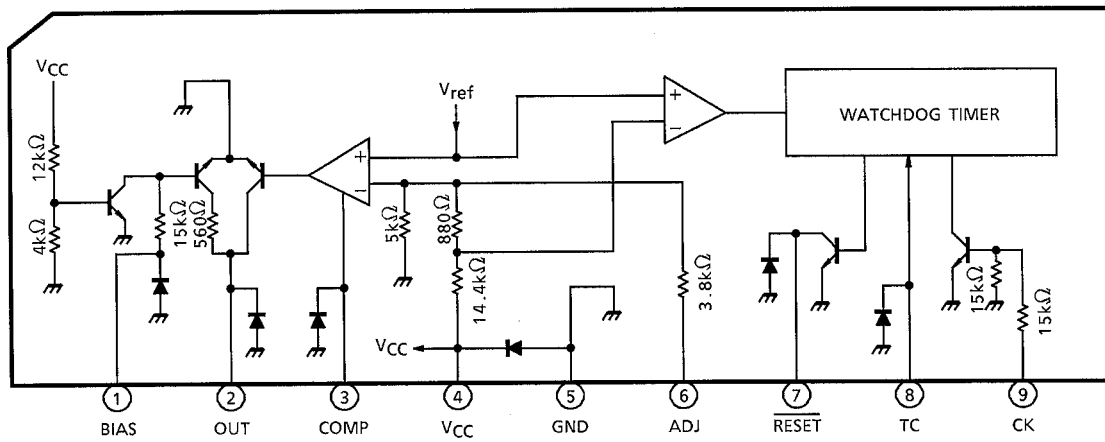 VCC
12kΩ
4kΩ
15kΩ
560Ω
+
−
5kΩ
880Ω
14.4kΩ
VCC
Vref
3.8kΩ
+
−
WATCHDOG TIMER
15kΩ
15kΩ
1
2
3
4
5
6
7
8
9
BIAS
OUT
COMP
VCC
GND
ADJ
RESET
TC
CK